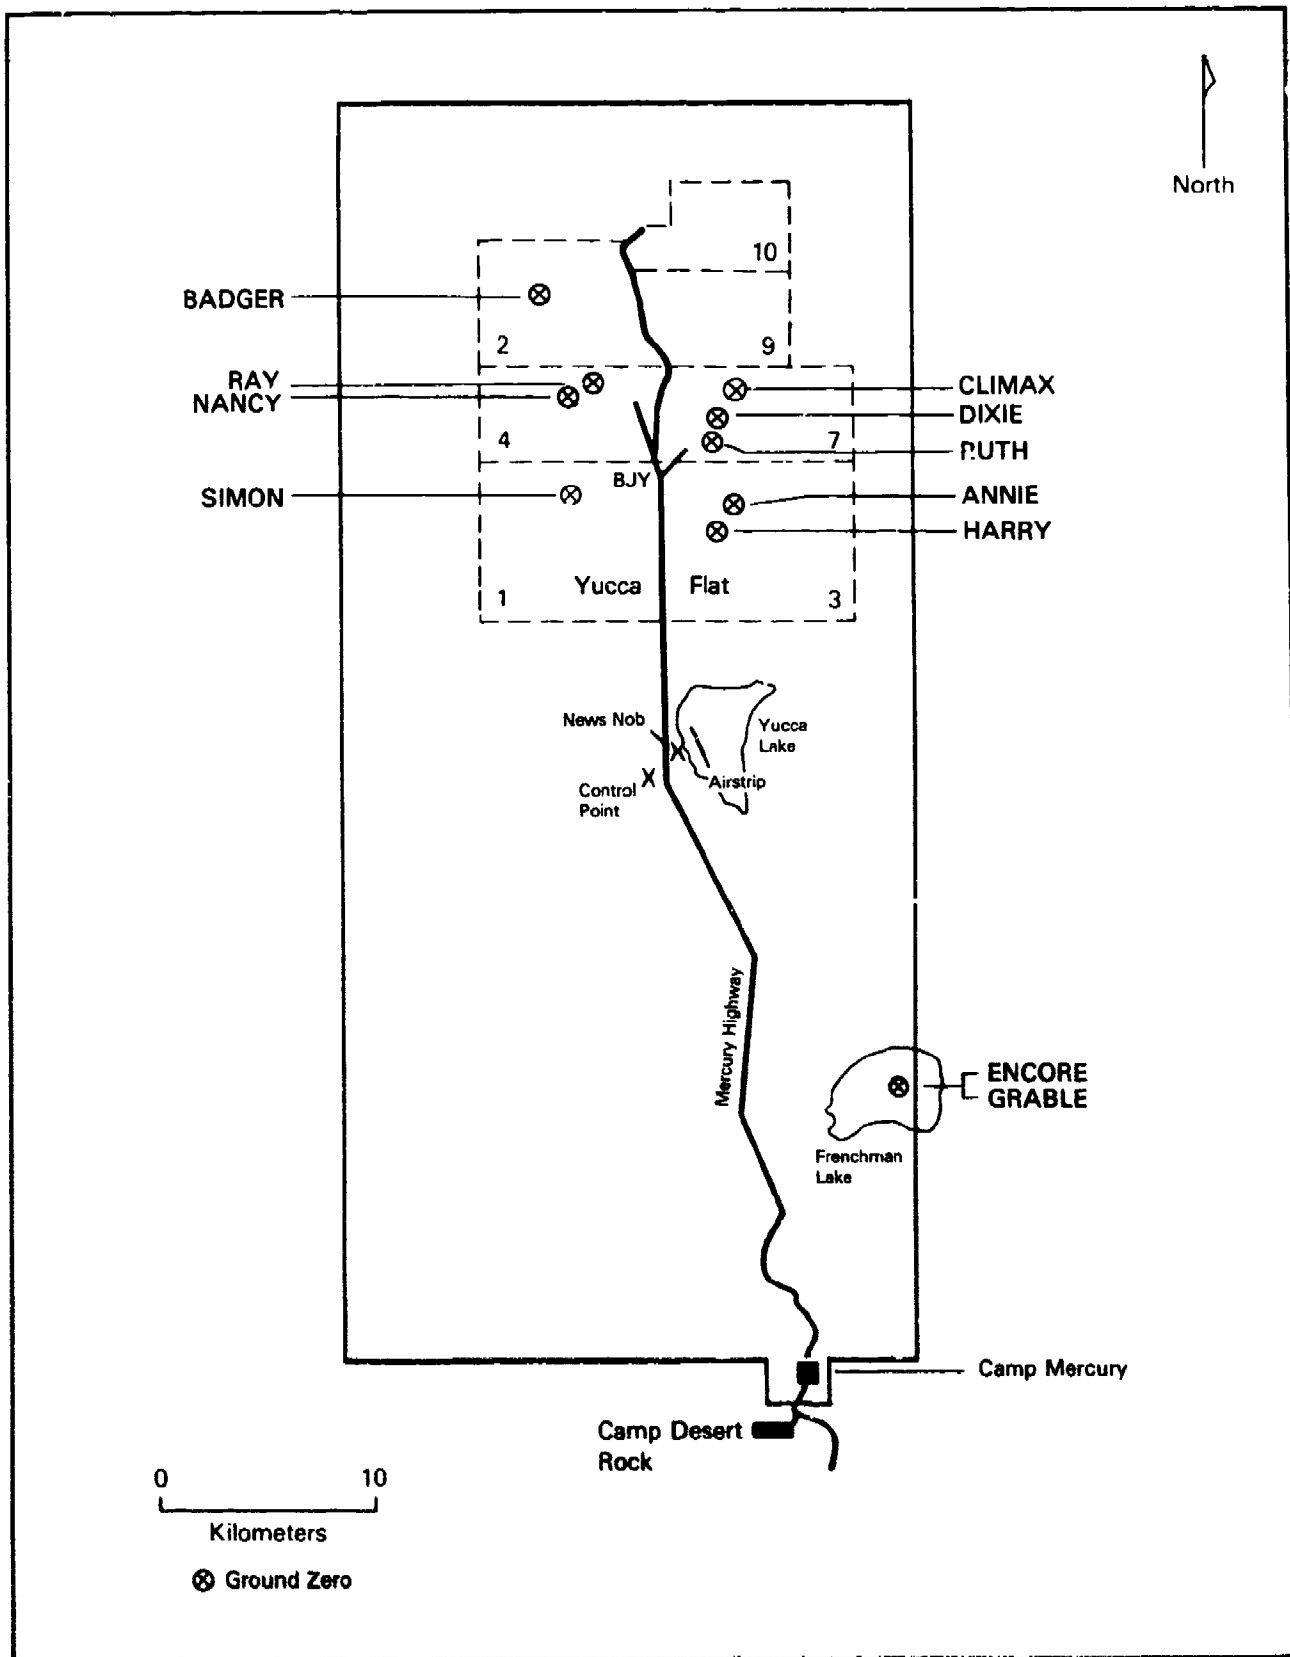 North
10
BADGER
2
9
RAY
NANCY
CLIMAX
DIXIE
4
7
RUTH
BJY
SIMON
ANNIE
HARRY
Yucca Flat
1
3
News Nob
Yucca
Lake
Control
Point
Airstrip
Mercury Highway
ENCORE
GRABLE
Frenchman
Lake
Camp Mercury
Camp Desert
Rock
0 10
Kilometers
Ground Zero